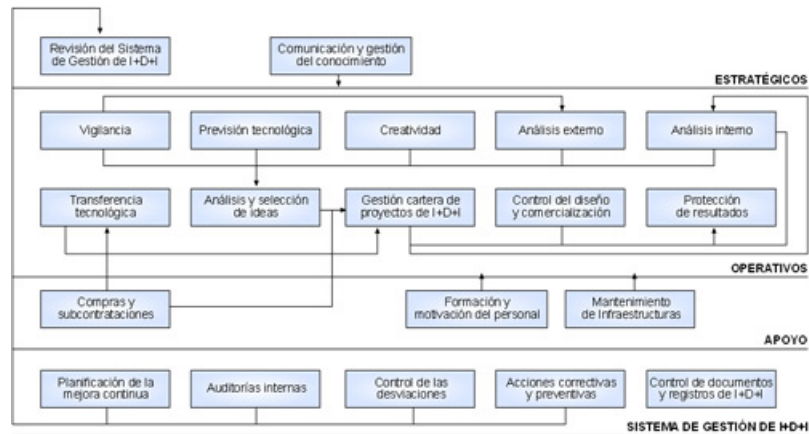 Revisión del Sistema
de Gestión de I+D+I
Comunicación y gestión
del conocimiento
ESTRATÉGICOS
Vigilancia
Previsión tecnológica
Creatividad
Análisis externo
Análisis interno
Transferencia
tecnológica
Análisis y selección
de ideas
Gestión cartera de
proyectos de I+D+I
Control del diseño
y comercialización
Protección
de resultados
OPERATIVOS
Compras y
subcontrataciones
Formación y
motivación del personal
Mantenimiento
de Infraestructuras
APOYO
Planificación de la
mejora continua
Auditorías internas
Control de las
desviaciones
Acciones correctivas
y preventivas
Control de documentos
y registros de I+D+I
SISTEMA DE GESTIÓN DE I+D+I